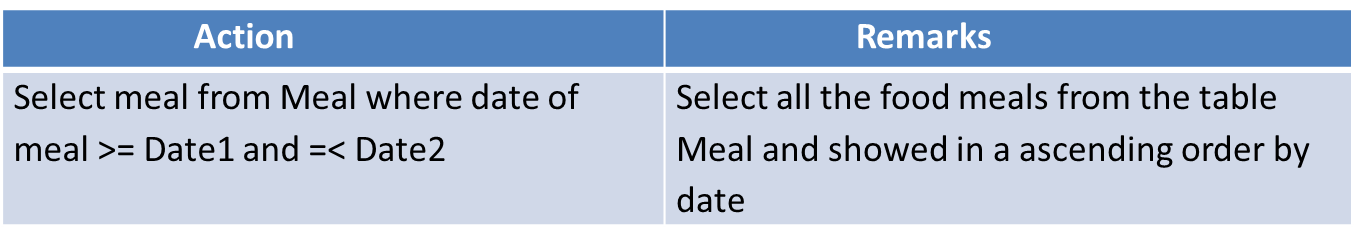 Action
Remarks
Select meal from Meal where date of
meal >= Date1 and =< Date2
Select all the food meals from the table
Meal and showed in a ascending order by
date